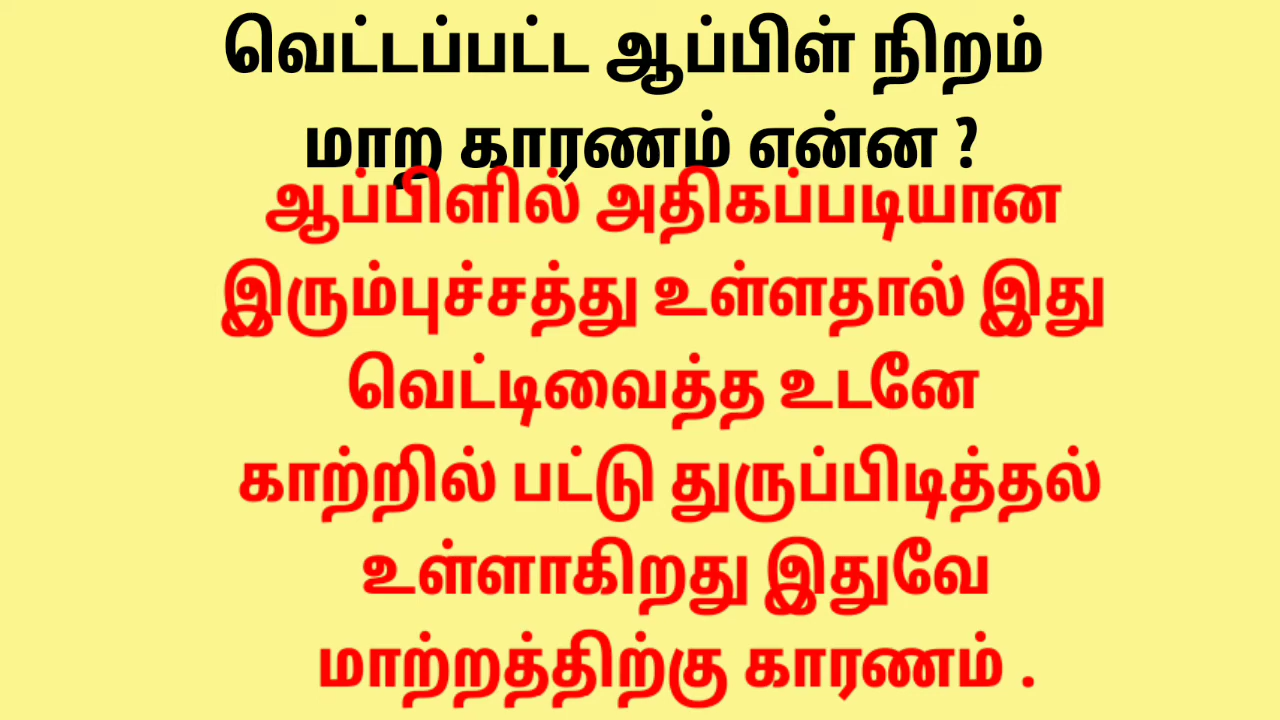 வெட்டப்பட்ட ஆப்பிள் நிறம்
மாற காரணம் என்ன ?
ஆப்பிளில் அதிகப்படியான
இரும்புச்சத்து உள்ளதால் இது
வெட்டிவைத்த உடனே
காற்றில் பட்டு துருப்பிடித்தல்
உள்ளாகிறது இதுவே
மாற்றத்திற்கு காரணம் .